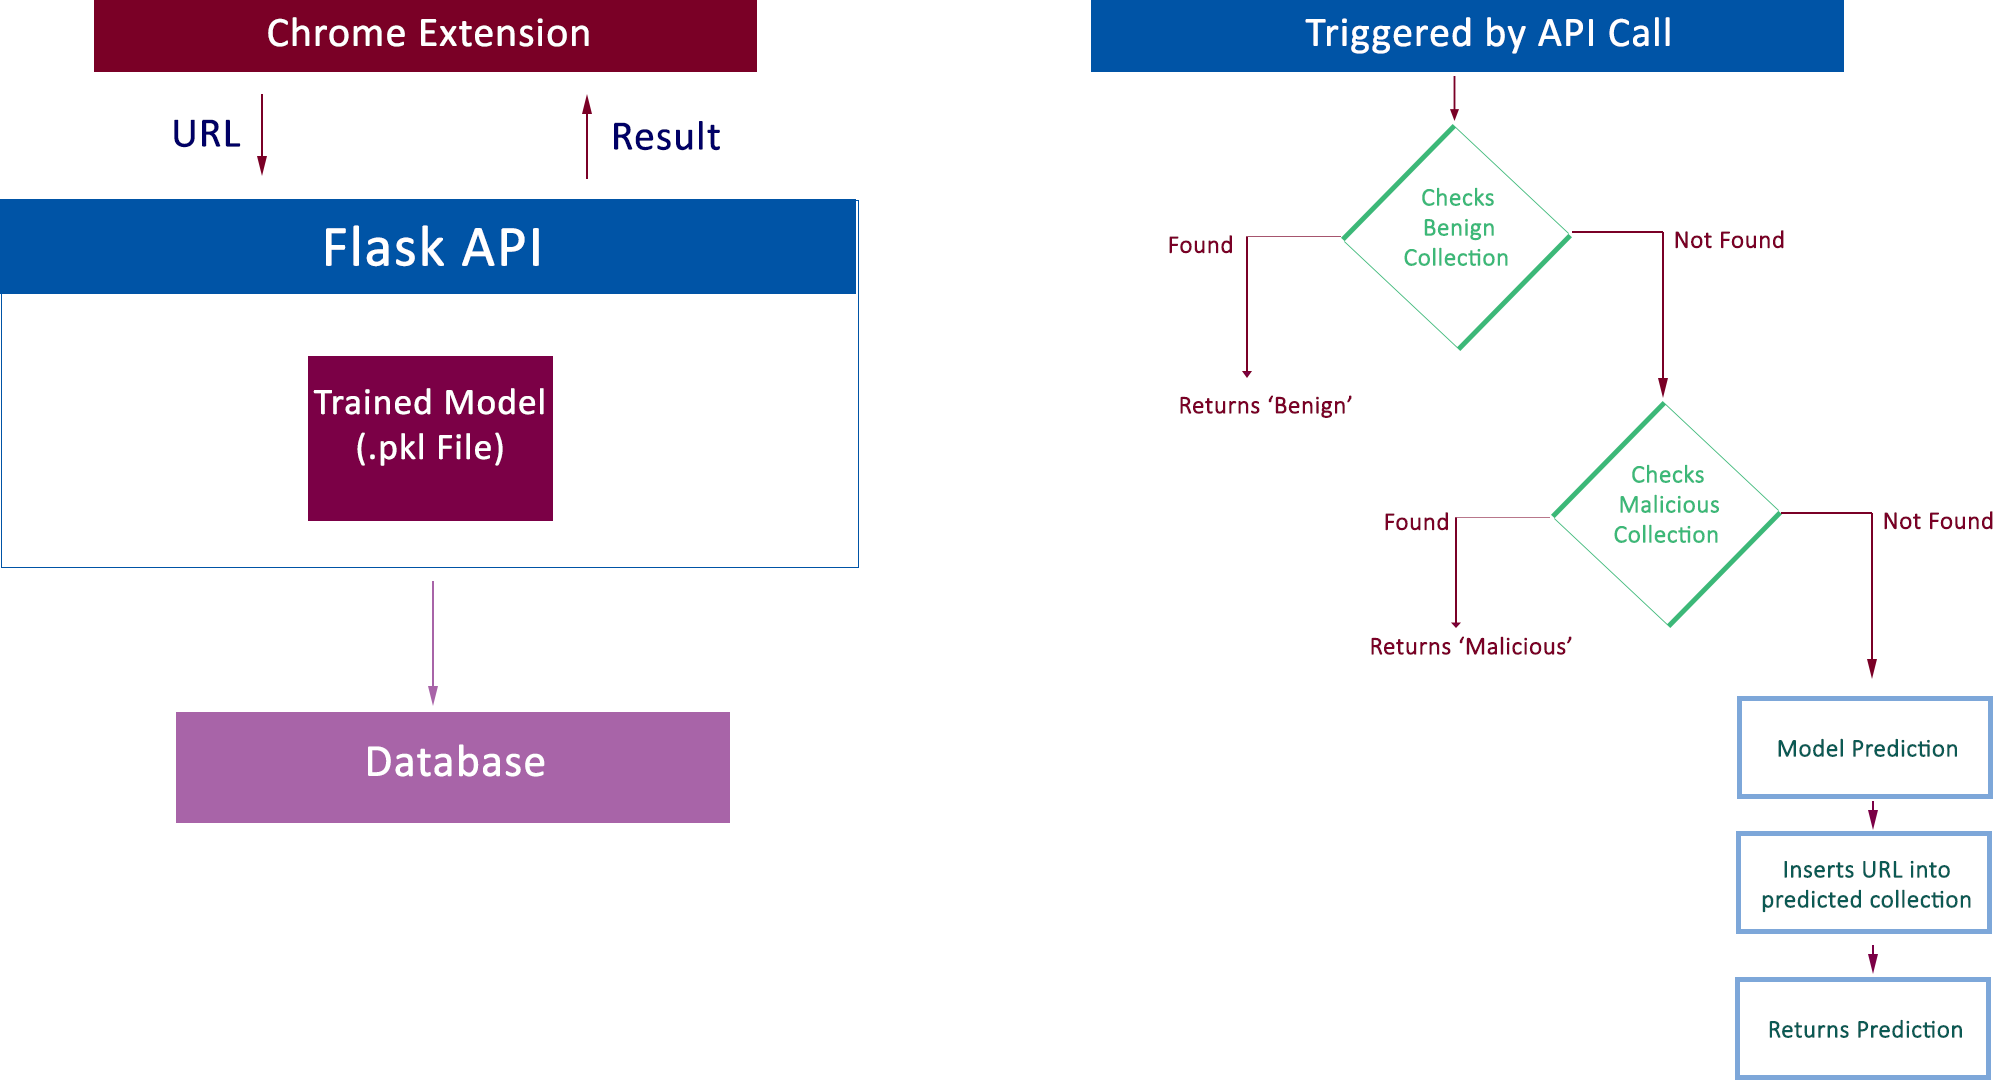 Chrome Extension
URL
Result
Flask API
Trained Model
(.pkl File)
Database
Triggered by API Call
Checks
Benign
Collection
Found
Not Found
Returns ‘Benign’
Checks
Malicious
Collection
Found
Not Found
Returns ‘Malicious’
Model Prediction
Inserts URL into
predicted collection
Returns Prediction